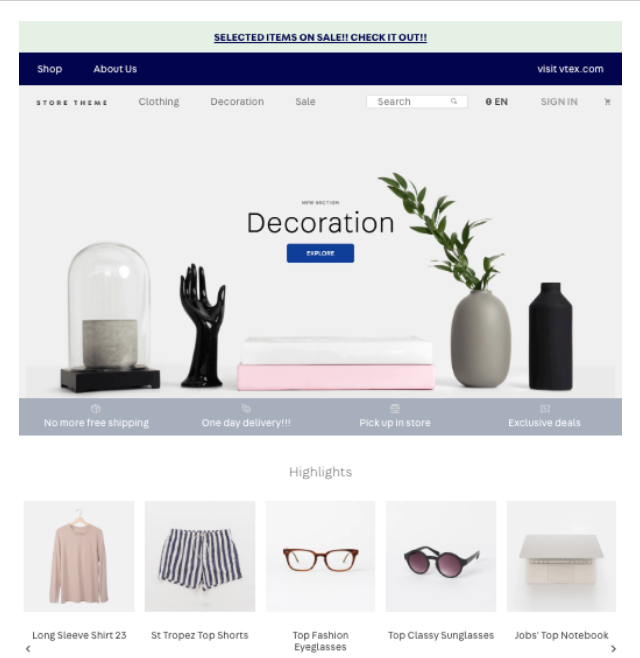 SELECTED ITEMS ON SALE!! CHECK IT OUT!!
Shop About Us visit vtex.com
STORE THEME Clothing Decoration Sale Search EN SIGN IN
NEW SECTION
Decoration
EXPLORE
No more free shipping One day delivery!!! Pick up in store Exclusive deals
Highlights
Long Sleeve Shirt 23 St Tropez Top Shorts Top Fashion Top Classy Sunglasses Jobs' Top Notebook
Eyeglasses